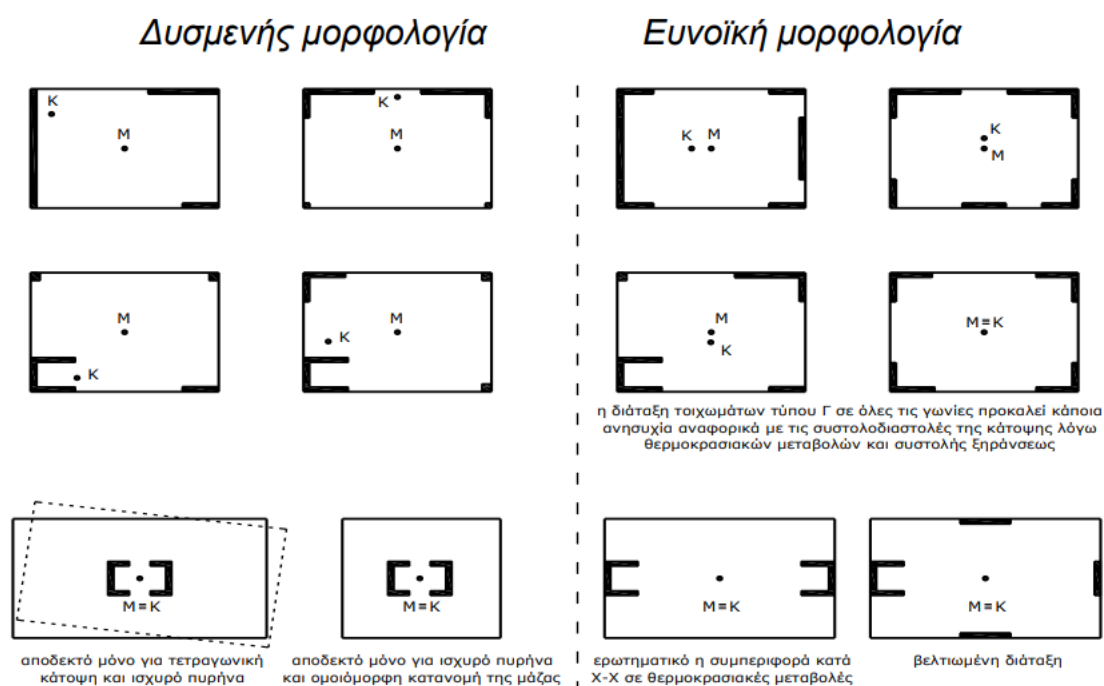 Δυσμενής μορφολογία
Ευνοϊκή μορφολογία
K
M
K
M
K M
K
M
M
K
M
K
M
K
M≡K
η διάταξη τοιχωμάτων τύπου Γ σε όλες τις γωνίες προκαλεί κάποια
ανησυχία αναφορικά με τις συστολοδιαστολές της κάτοψης λόγω
θερμοκρασιακών μεταβολών και συστολής ξηράνσεως
M≡K
M≡K
M≡K
M≡K
αποδεκτό μόνο για τετραγωνική
κάτοψη και ισχυρό πυρήνα
αποδεκτό μόνο για ισχυρό πυρήνα
και ομοιόμορφη κατανομή της μάζας
ερωτηματικό η συμπεριφορά κατά
Χ-Χ σε θερμοκρασιακές μεταβολές
βελτιωμένη διάταξη